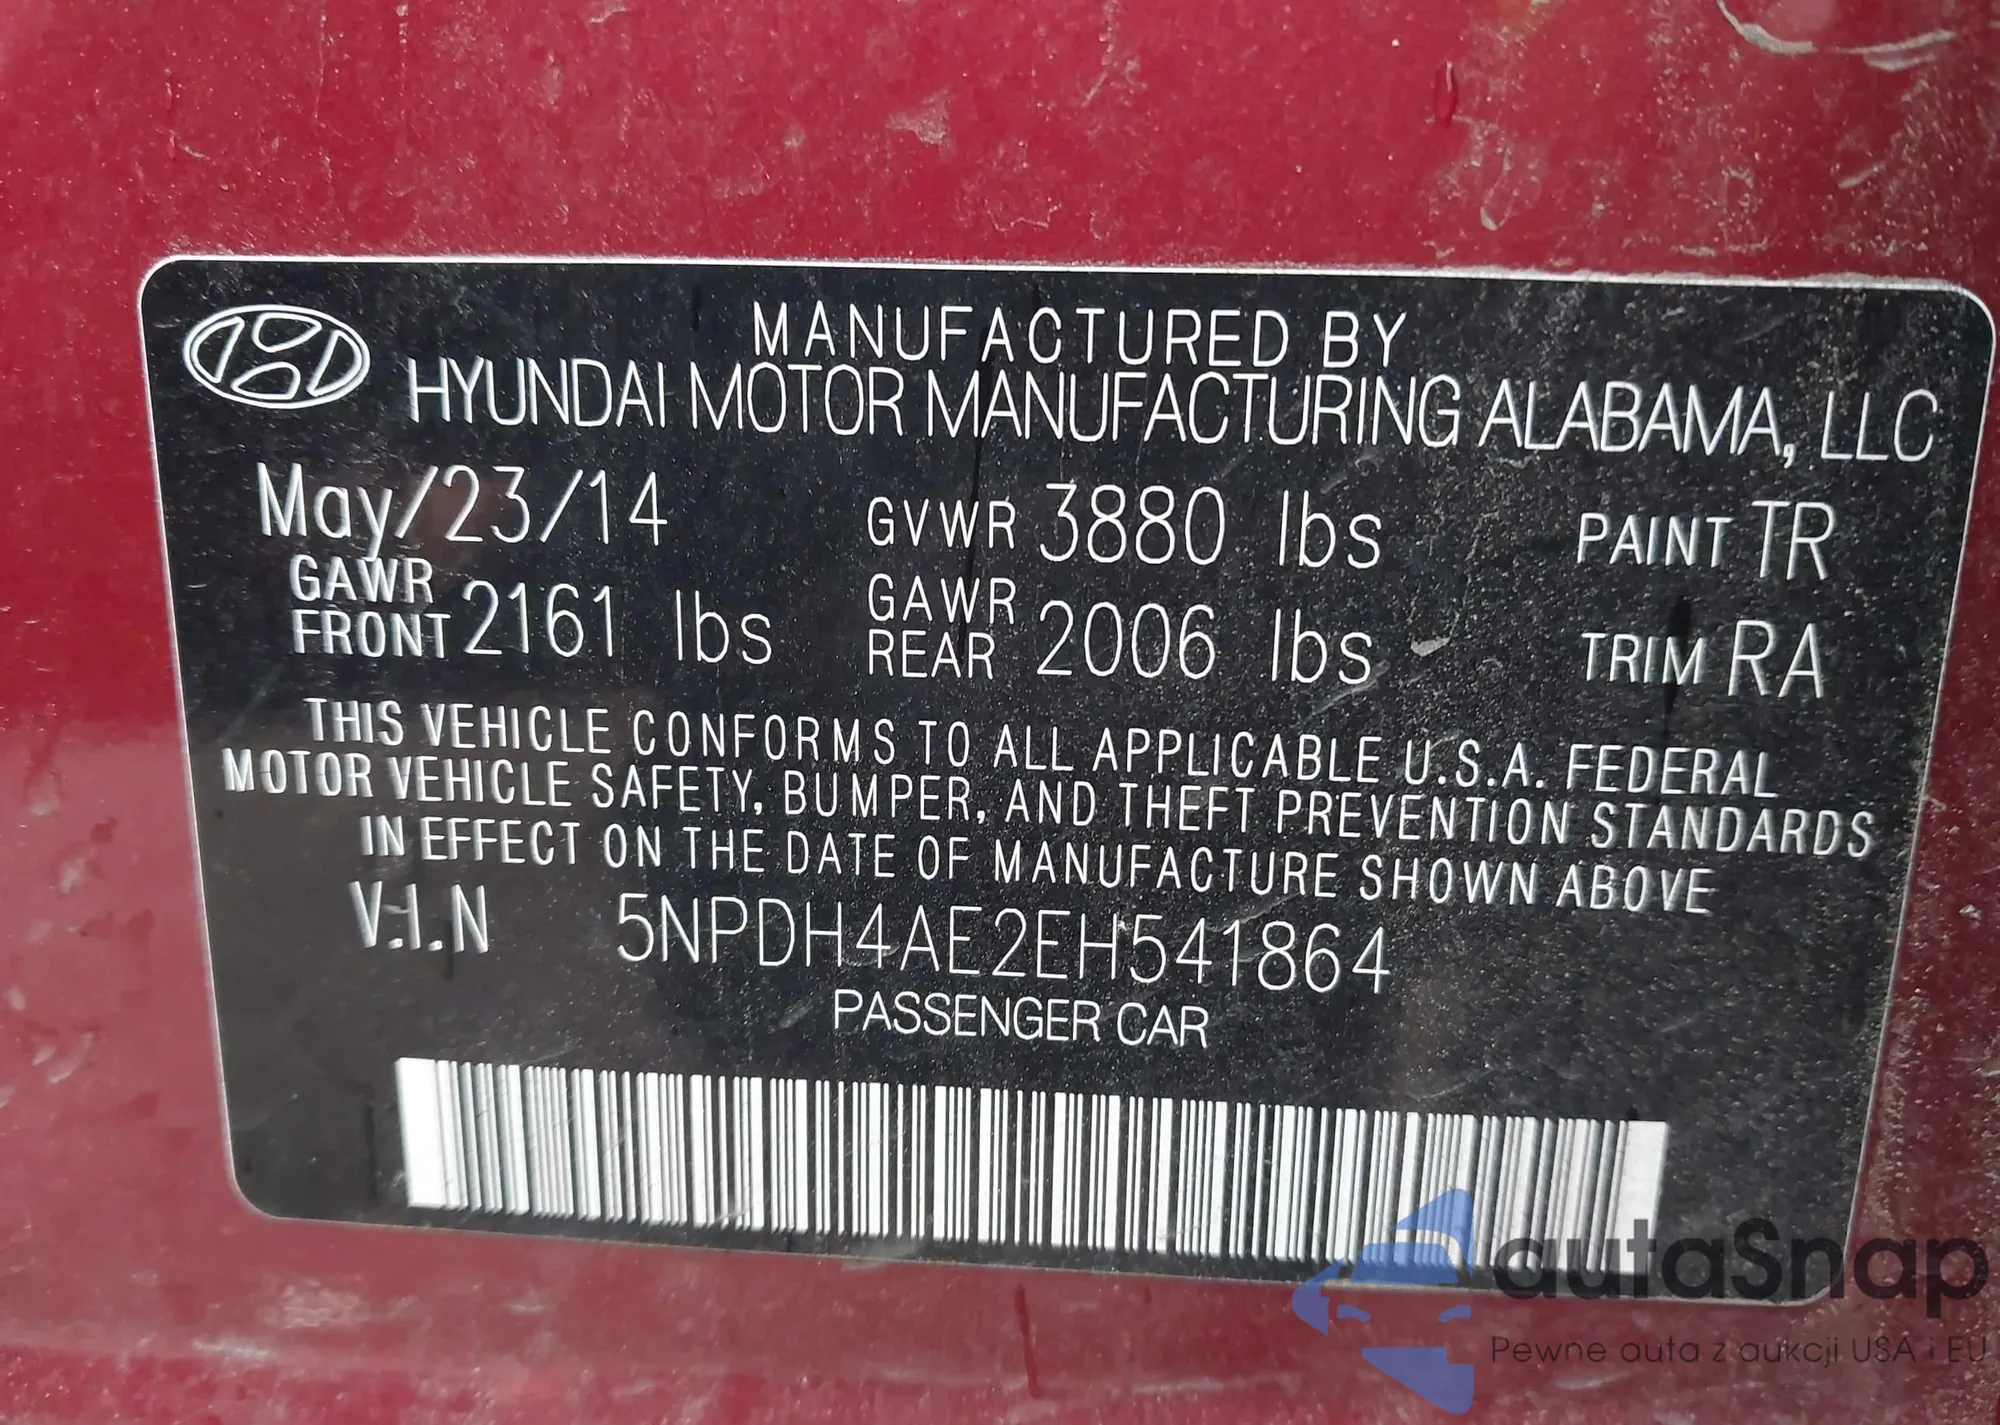 MANUFACTURED BY
HYUNDAI MOTOR MANUFACTURING ALABAMA, LLC
May/23/14 GVWR 3880 lbs PAINT TR
GAWR FRONT 2161 lbs GAWR REAR 2006 lbs TRIM RA
THIS VEHICLE CONFORMS TO ALL APPLICABLE U.S.A. FEDERAL
MOTOR VEHICLE SAFETY, BUMPER, AND THEFT PREVENTION STANDARDS
IN EFFECT ON THE DATE OF MANUFACTURE SHOWN ABOVE
V.I.N 5NPDH4AE2EH541864
PASSENGER CAR
autaSnap
Pewne auta z aukcji USA i EU